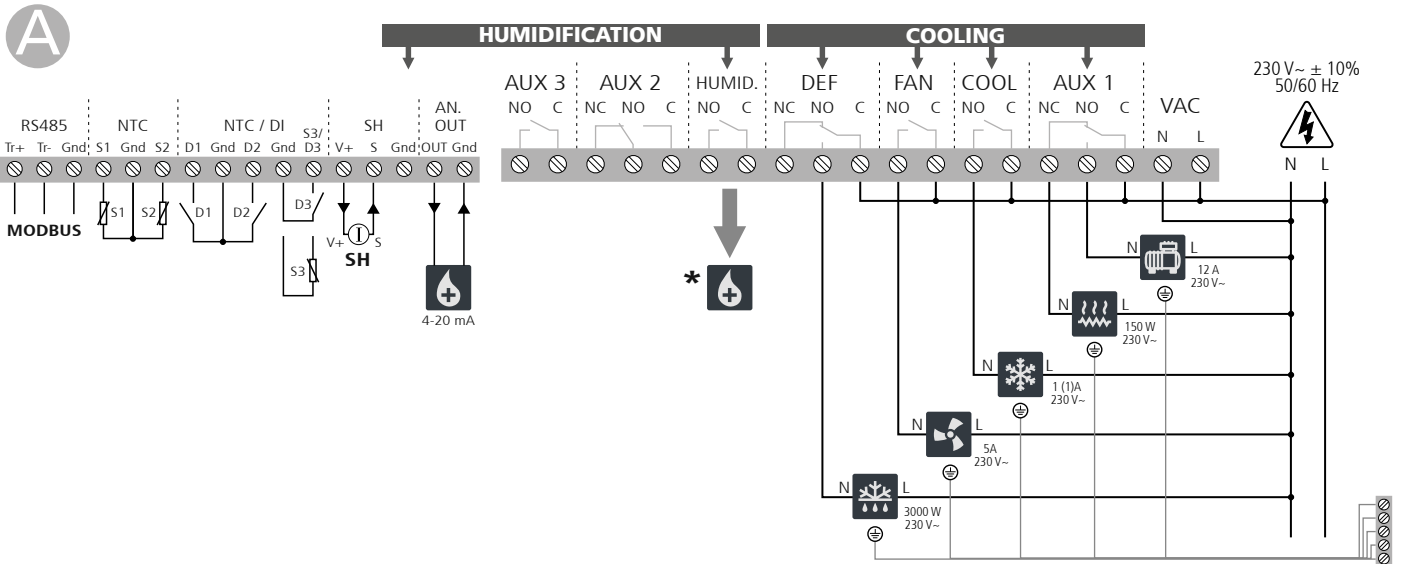 A
HUMIDIFICATION
COOLING
AUX 3
AUX 2
HUMID.
DEF
FAN
COOL
AUX 1
VAC
230 V~ ± 10%
50/60 Hz
NO C
NC NO C
NO C
NC NO C
NO C
NO C
NC NO C
N L
N L
RS485
NTC
NTC / DI
SH
AN.
OUT
Tr+ Tr- Gnd
S1 Gnd S2
D1 Gnd D2 Gnd S3/
D3
V+ S Gnd
OUT Gnd
MODBUS
S1
S2
D1
D2
D3
S3
V+
S
SH
4-20 mA
*
N
L
12 A
230 V~
N
L
150 W
230 V~
N
L
1 (1)A
230 V~
N
L
5A
230 V~
N
L
3000 W
230 V~